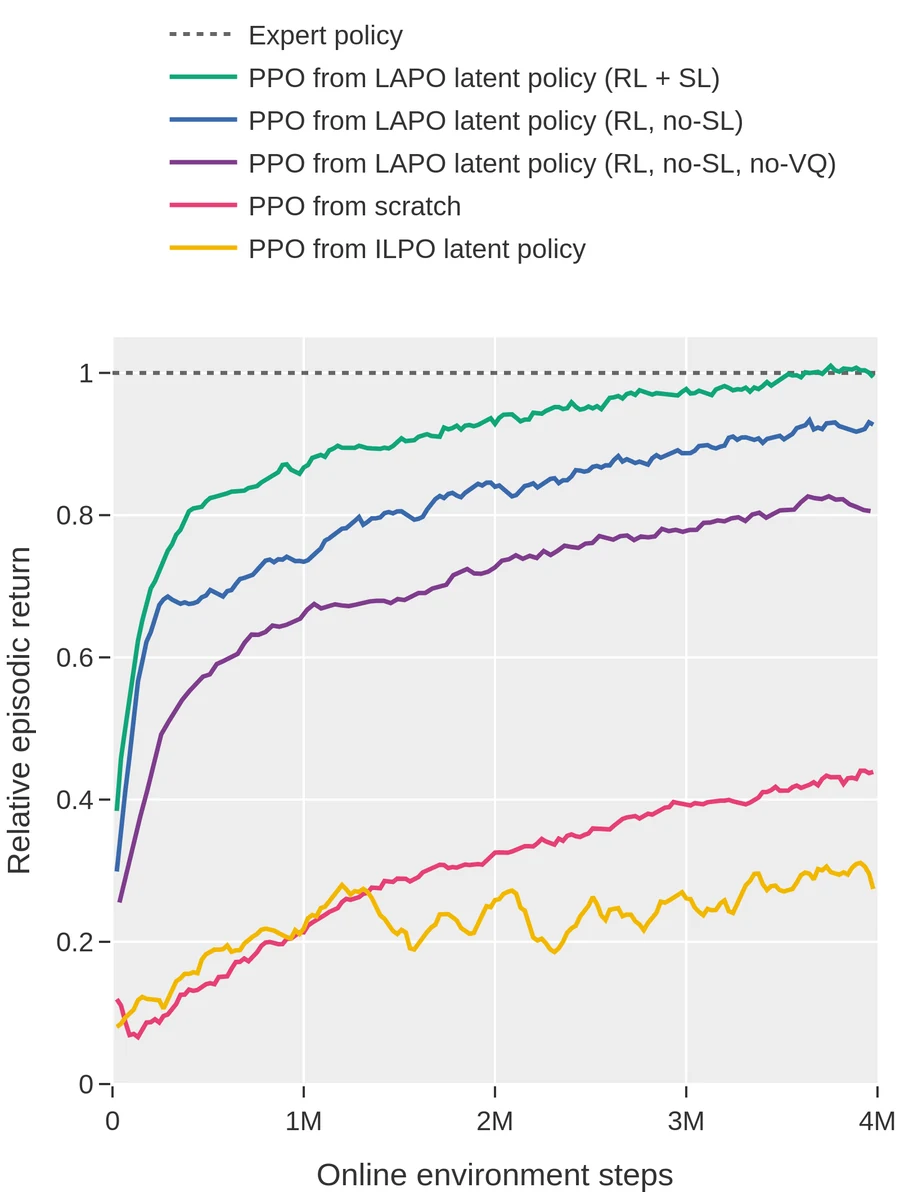 Expert policy
PPO from LAPO latent policy (RL + SL)
PPO from LAPO latent policy (RL, no-SL)
PPO from LAPO latent policy (RL, no-SL, no-VQ)
PPO from scratch
PPO from ILPO latent policy
1
0.8
0.6
0.4
0.2
0
Relative episodic return
0
1M
2M
3M
4M
Online environment steps